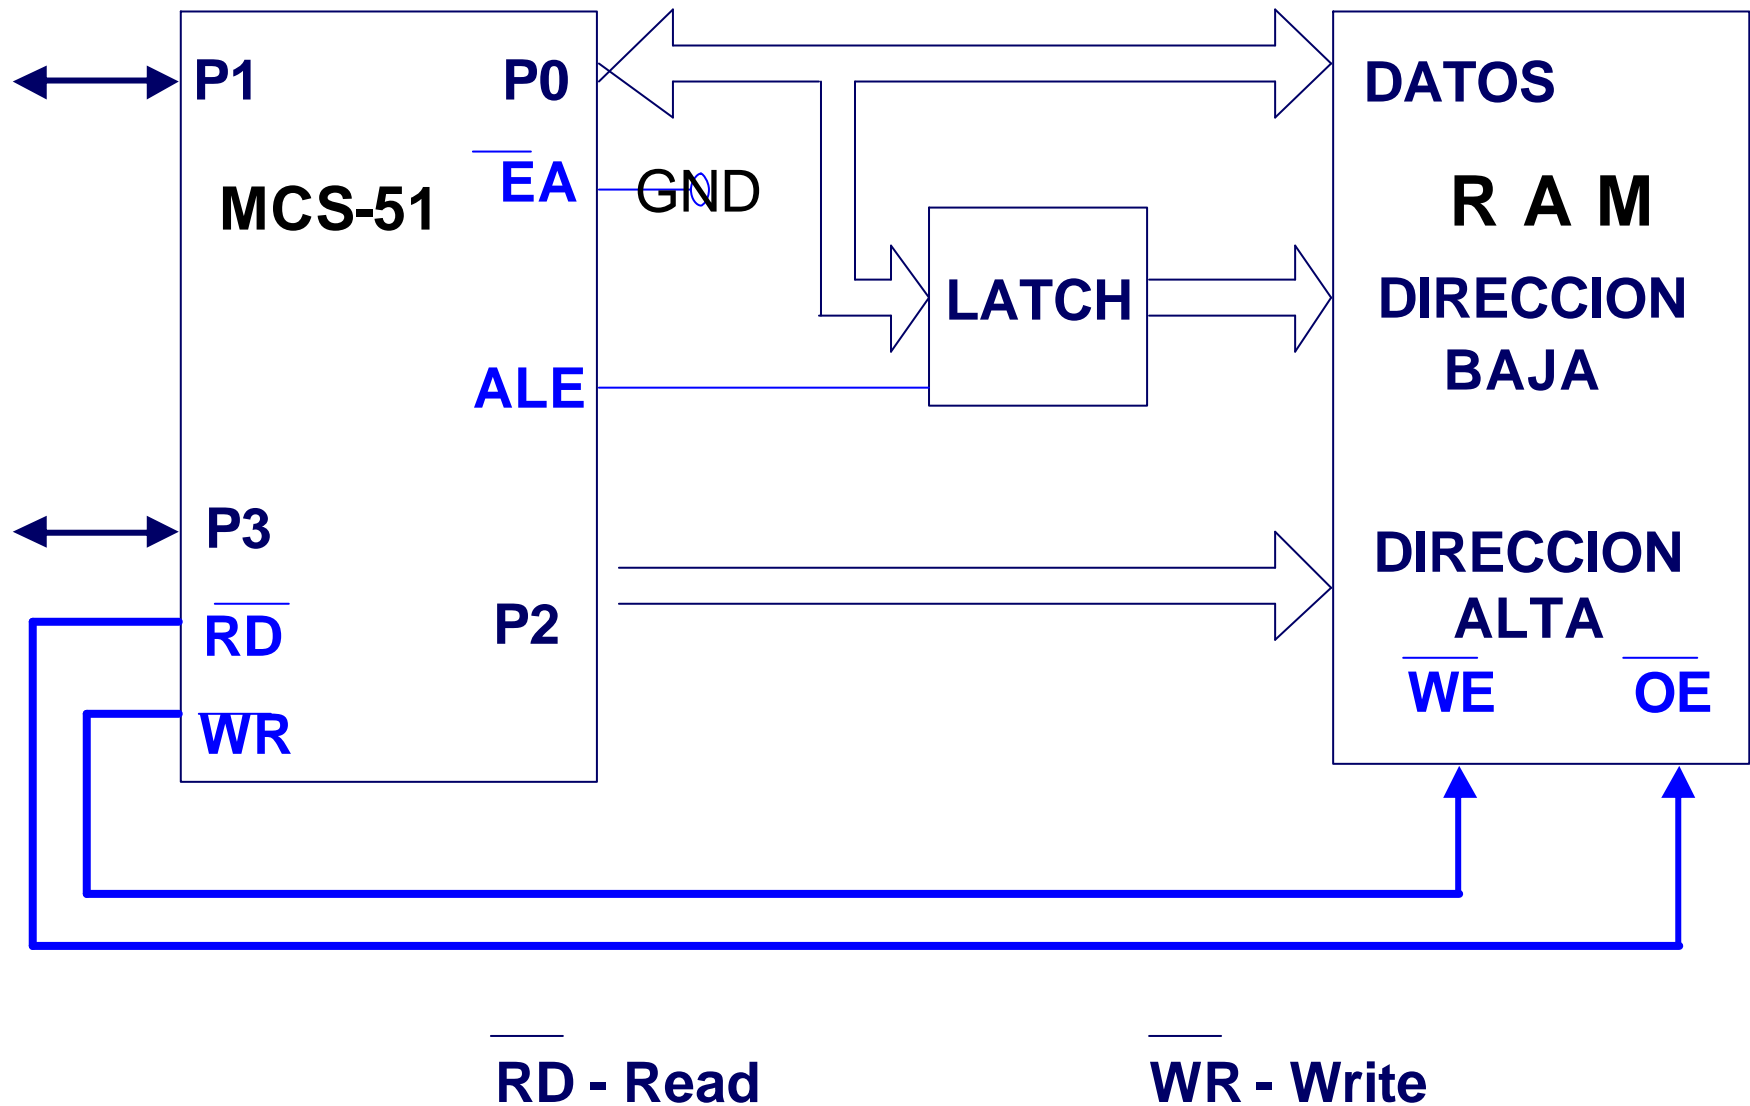 P1
P0
DATOS
EA
GND
MCS-51
R A M
LATCH
DIRECCION
BAJA
ALE
P3
DIRECCION
ALTA
P2
RD
WE
OE
WR
RD - Read
WR - Write